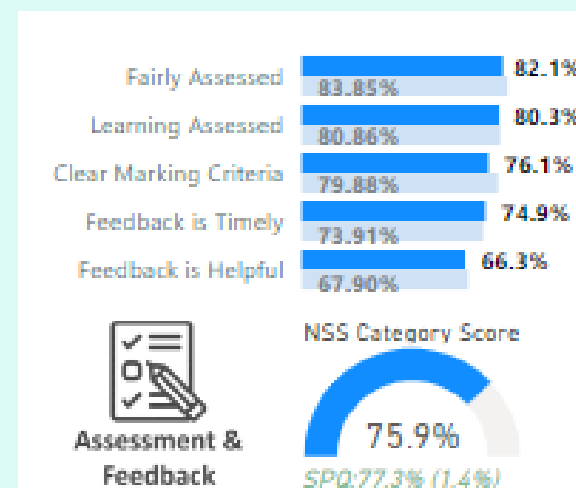 Fairly Assessed 82.1%
83.85%
Learning Assessed 80.3%
80.86%
Clear Marking Criteria 76.1%
79.88%
Feedback is Timely 74.9%
73.91%
Feedback is Helpful 66.3%
67.90%
NSS Category Score
75.9%
Assessment &
Feedback
SPQ:77.3% (1.4%)